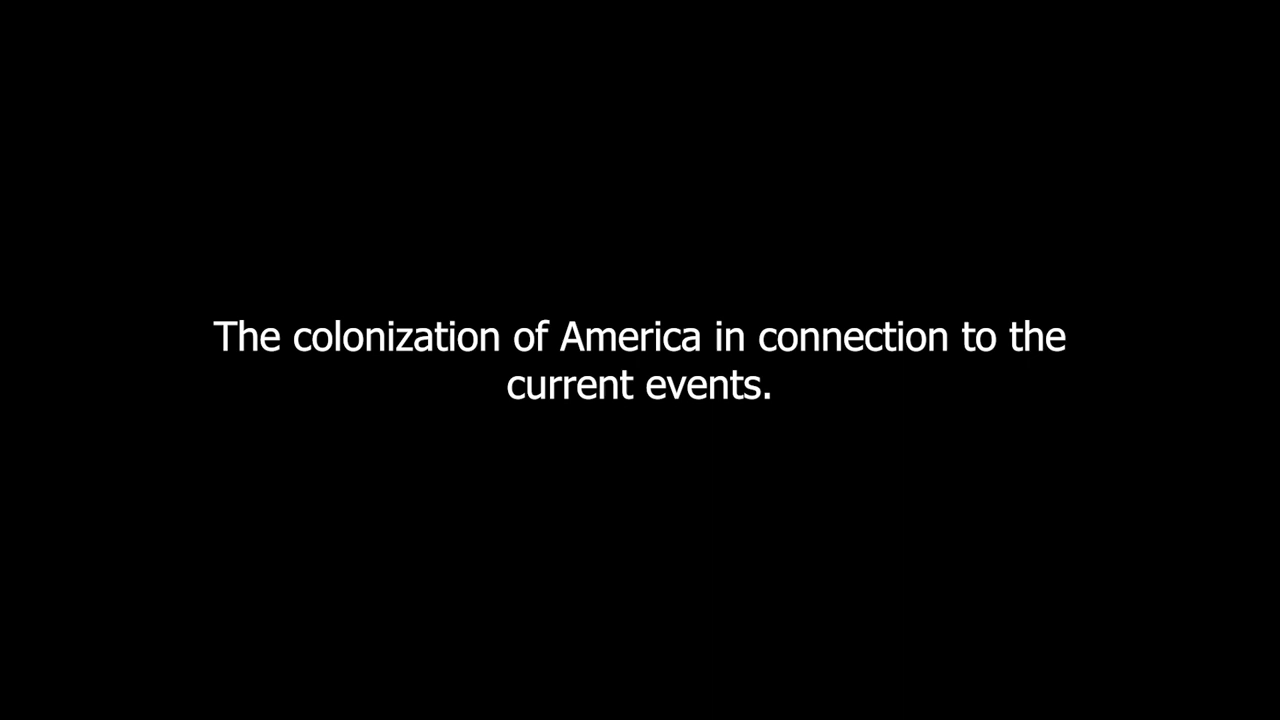 The colonization of America in connection to the
current events.